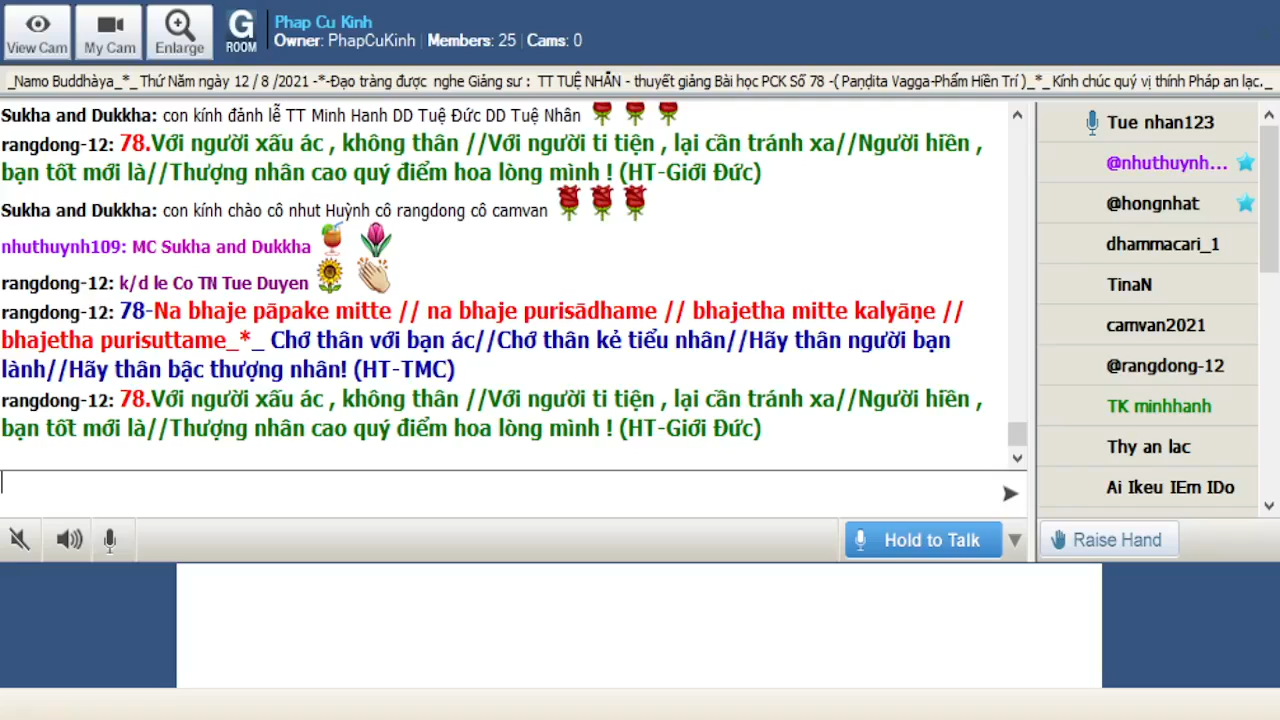 View Cam
My Cam
Enlarge
G
ROOM
Phap Cu Kinh
Owner: PhapCuKinh | Members: 25 | Cams: 0
_Namo Buddhàya_*_Thứ Năm ngày 12 / 8 /2021 -*-Đạo tràng được nghe Giảng sư : TT TUỆ NHẪN - thuyết giảng Bài học PCK Số 78 -( Paṇḍita Vagga-Phẩm Hiền Trí )_*_Kính chúc quý vị thính Pháp an lạc._
Sukha and Dukkha: con kính đảnh lễ TT Minh Hanh DD Tuệ Đức DD Tuệ Nhân
rangdong-12: 78.Với người xấu ác , không thân //Với người ti tiện , lại cần tránh xa//Người hiền ,
bạn tốt mới là//Thượng nhân cao quý điểm hoa lòng mình ! (HT-Giới Đức)
Sukha and Dukkha: con kính chào cô nhut Huỳnh cô rangdong cô camvan
nhuthuynh109: MC Sukha and Dukkha
rangdong-12: k/d le Co TN Tue Duyen
rangdong-12: 78-Na bhaje pāpake mitte // na bhaje purisādhame // bhajetha mitte kalyāṇe //
bhajetha purisuttame_*_ Chớ thân với bạn ác//Chớ thân kẻ tiểu nhân//Hãy thân người bạn
lành//Hãy thân bậc thượng nhân! (HT-TMC)
rangdong-12: 78.Với người xấu ác , không thân //Với người ti tiện , lại cần tránh xa//Người hiền ,
bạn tốt mới là//Thượng nhân cao quý điểm hoa lòng mình ! (HT-Giới Đức)
Tue nhan123
@nhuthuynh...
@hongnhat
dhammacari_1
TinaN
camvan2021
@rangdong-12
TK minhhanh
Thy an lac
Ai Ikeu IEm IDo
Hold to Talk
Raise Hand